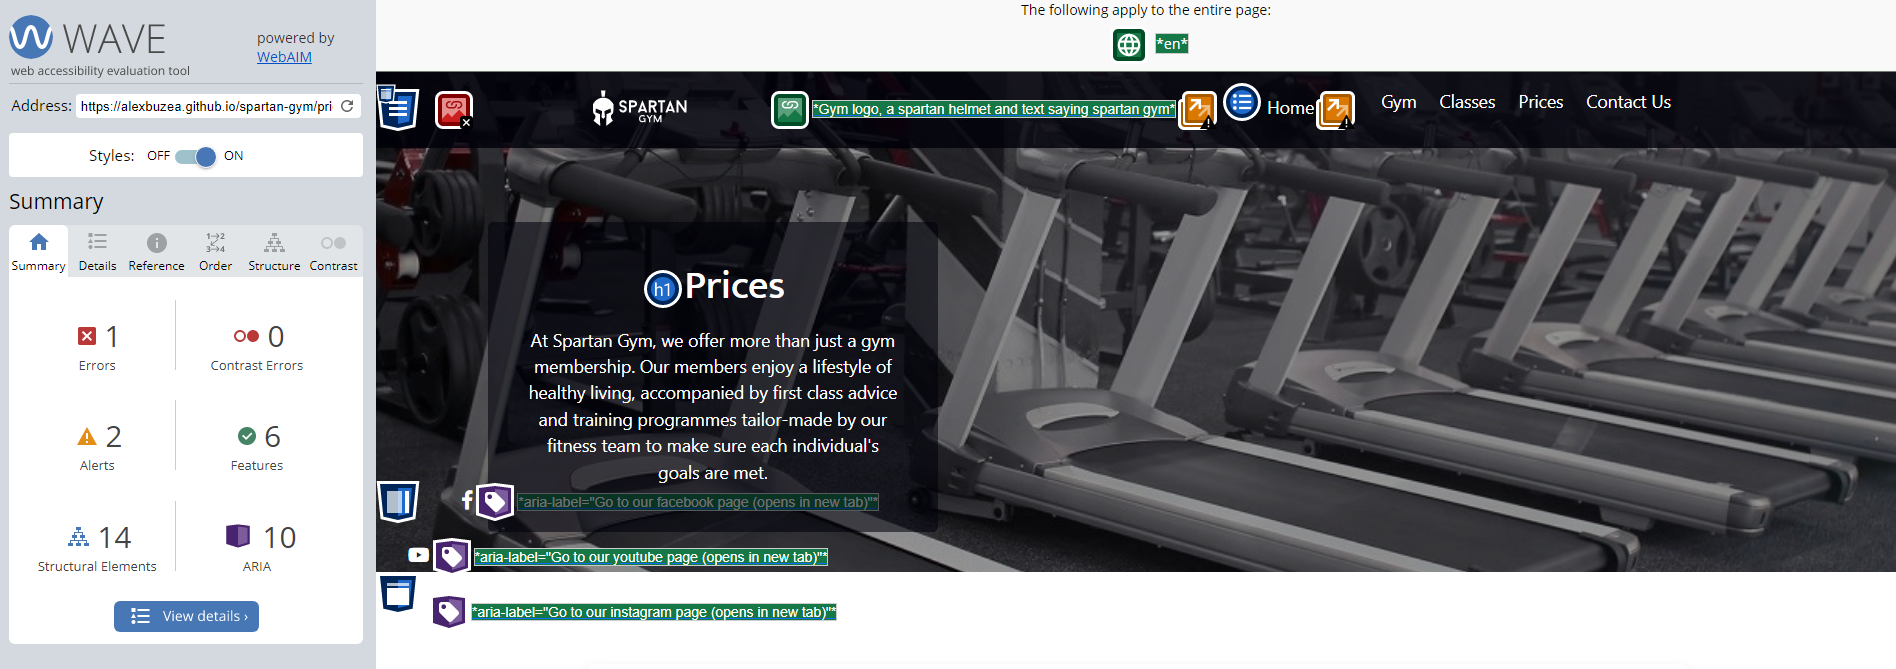 WAVE
web accessibility evaluation tool
powered by
WebAIM
Address: https://alexbuzea.github.io/spartan-gym/pri
Styles: OFF ON
Summary
Summary Details Reference Order Structure Contrast
1
Errors
0
Contrast Errors
2
Alerts
6
Features
14
Structural Elements
10
ARIA
View details ›
The following apply to the entire page:
*en*
SPARTAN
GYM
*Gym logo, a spartan helmet and text saying spartan gym*
Home Gym Classes Prices Contact Us
h1 Prices
At Spartan Gym, we offer more than just a gym
membership. Our members enjoy a lifestyle of
healthy living, accompanied by first class advice
and training programmes tailor-made by our
fitness team to make sure each individual's
goals are met.
*aria-label="Go to our facebook page (opens in new tab)"*
*aria-label="Go to our youtube page (opens in new tab)"*
*aria-label="Go to our instagram page (opens in new tab)"*